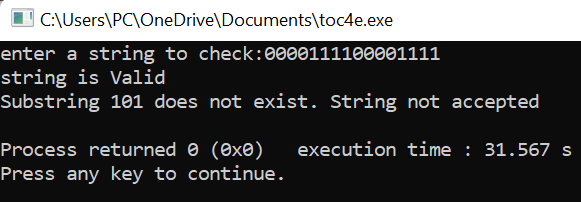 C:\Users\PC\OneDrive\Documents\toc4e.exe
enter a string to check:0000111100001111
string is Valid
Substring 101 does not exist. String not accepted
Process returned 0 (0x0)   execution time : 31.567 s
Press any key to continue.